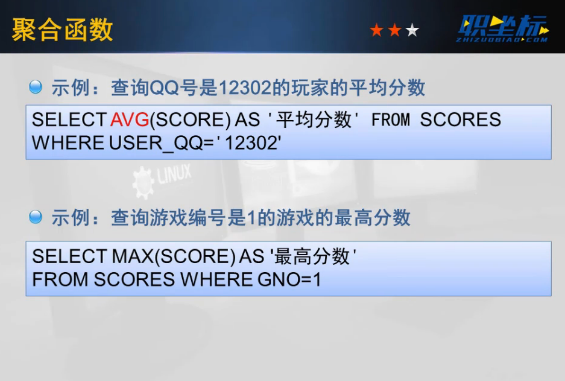 聚合函数
职坐标
ZHIZUOBIAO.COM
示例：查询QQ号是12302的玩家的平均分数
SELECT AVG(SCORE) AS '平均分数' FROM SCORES
WHERE USER_QQ='12302'
LINUX
示例：查询游戏编号是1的游戏的最高分数
SELECT MAX(SCORE) AS '最高分数'
FROM SCORES WHERE GNO=1